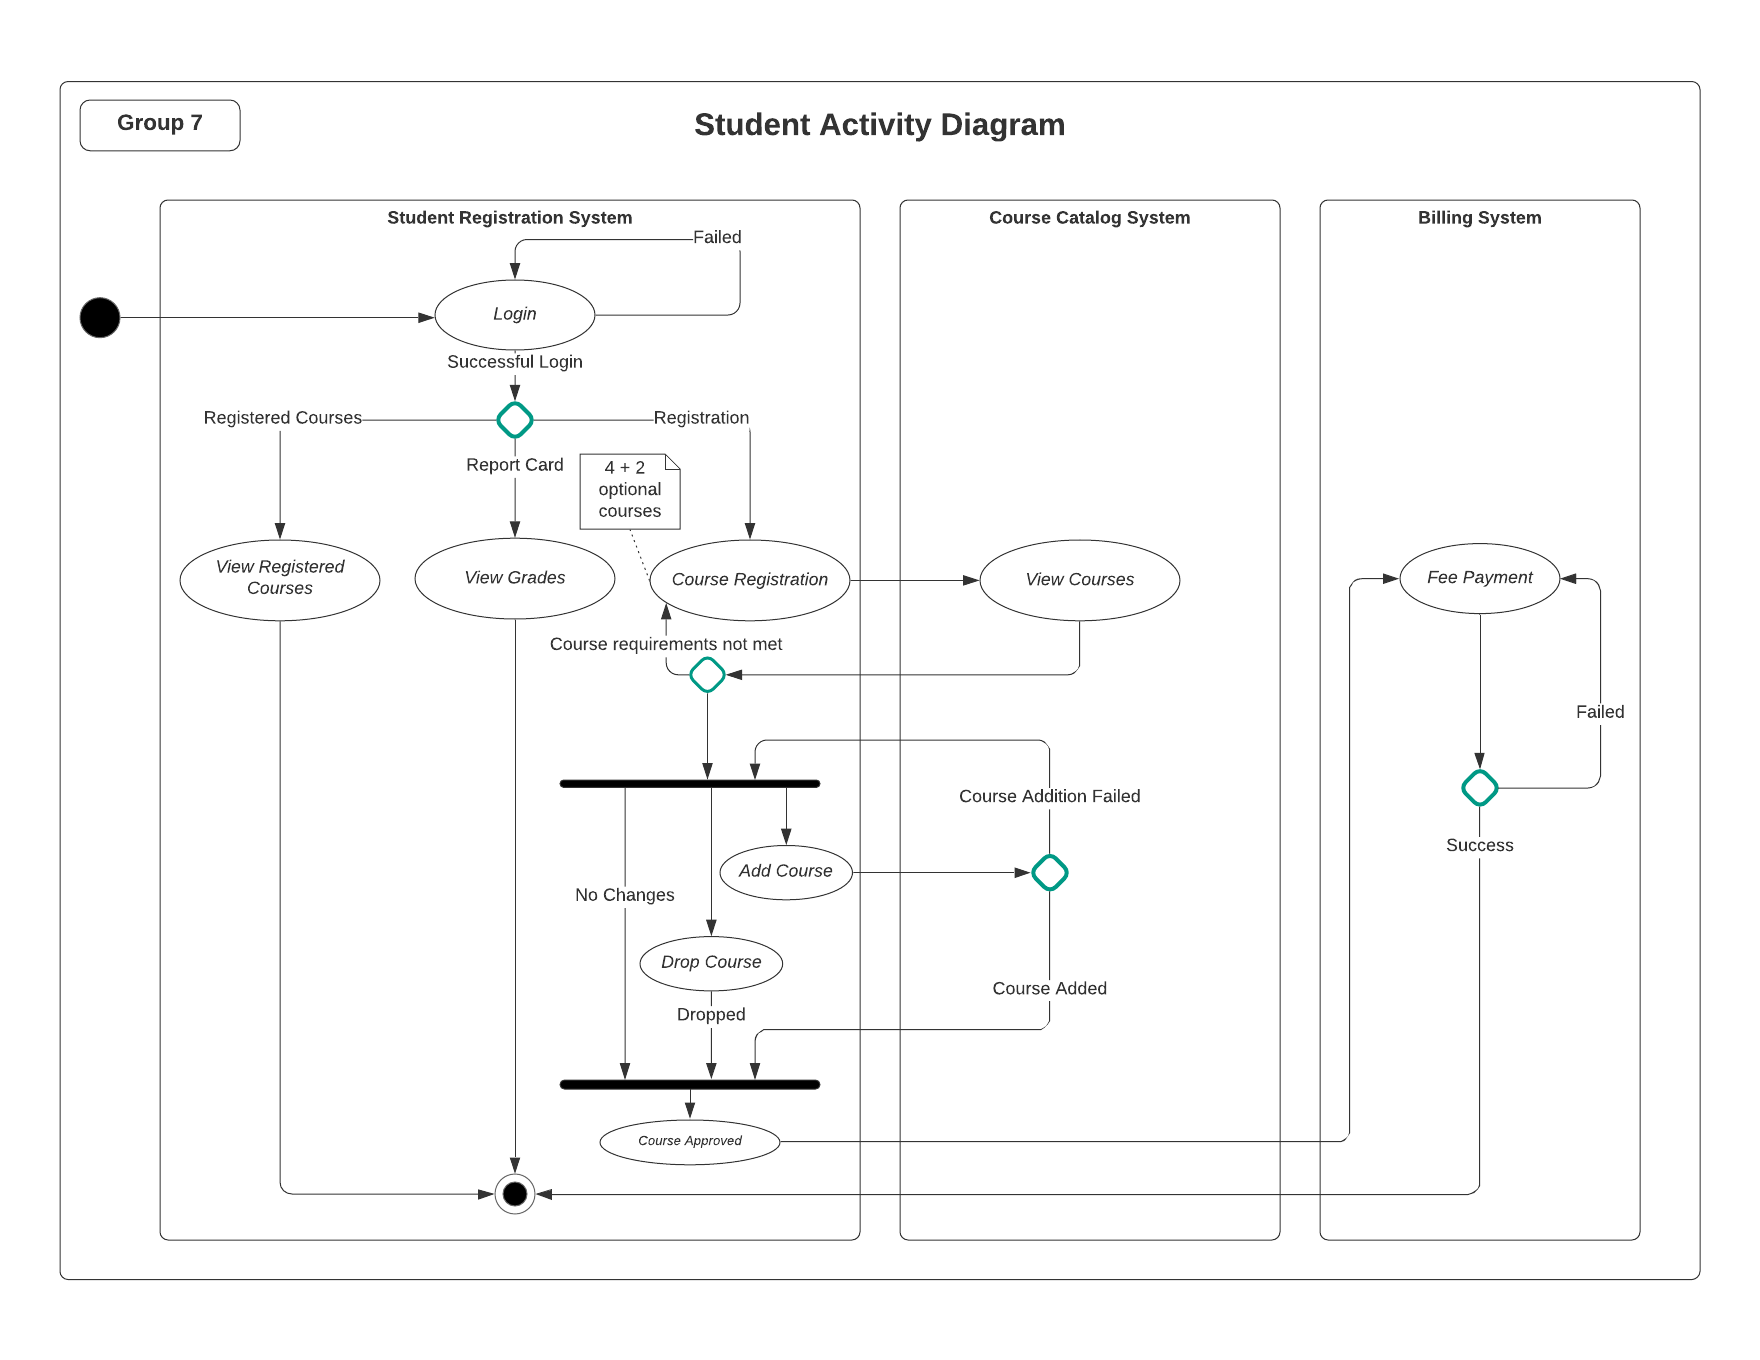 Group 7
Student Activity Diagram
Student Registration System
Course Catalog System
Billing System
Failed
Login
Successful Login
Registered Courses
Registration
Report Card
4 + 2
optional
courses
View Registered
Courses
View Grades
Course Registration
View Courses
Fee Payment
Course requirements not met
Failed
Course Addition Failed
Success
Add Course
No Changes
Drop Course
Course Added
Dropped
Course Approved